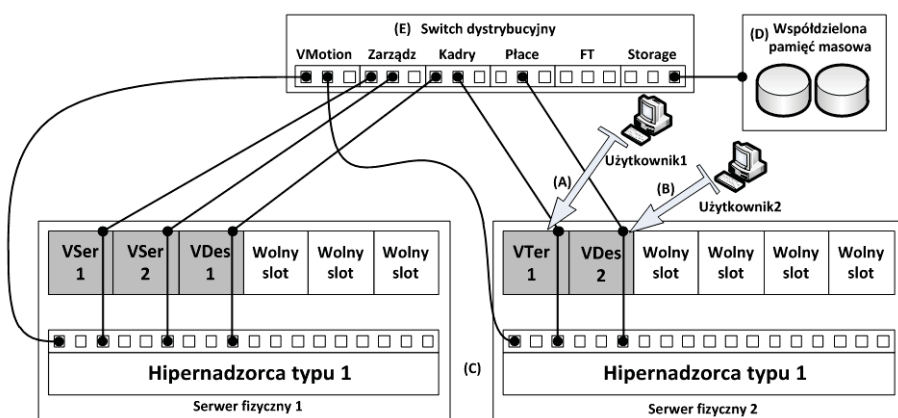 (E) Switch dystrybucyjny
VMotion Zarządz Kadry Płace FT Storage
(D) Współdzielona
pamięć masowa
Użytkownik1
(A)
(B)
Użytkownik2
VSer
1
VSer
2
VDes
1
Wolny
slot
Wolny
slot
Wolny
slot
VTer
1
VDes
2
Wolny
slot
Wolny
slot
Wolny
slot
Wolny
slot
Hipernadzorca typu 1
(C)
Hipernadzorca typu 1
Serwer fizyczny 1
Serwer fizyczny 2